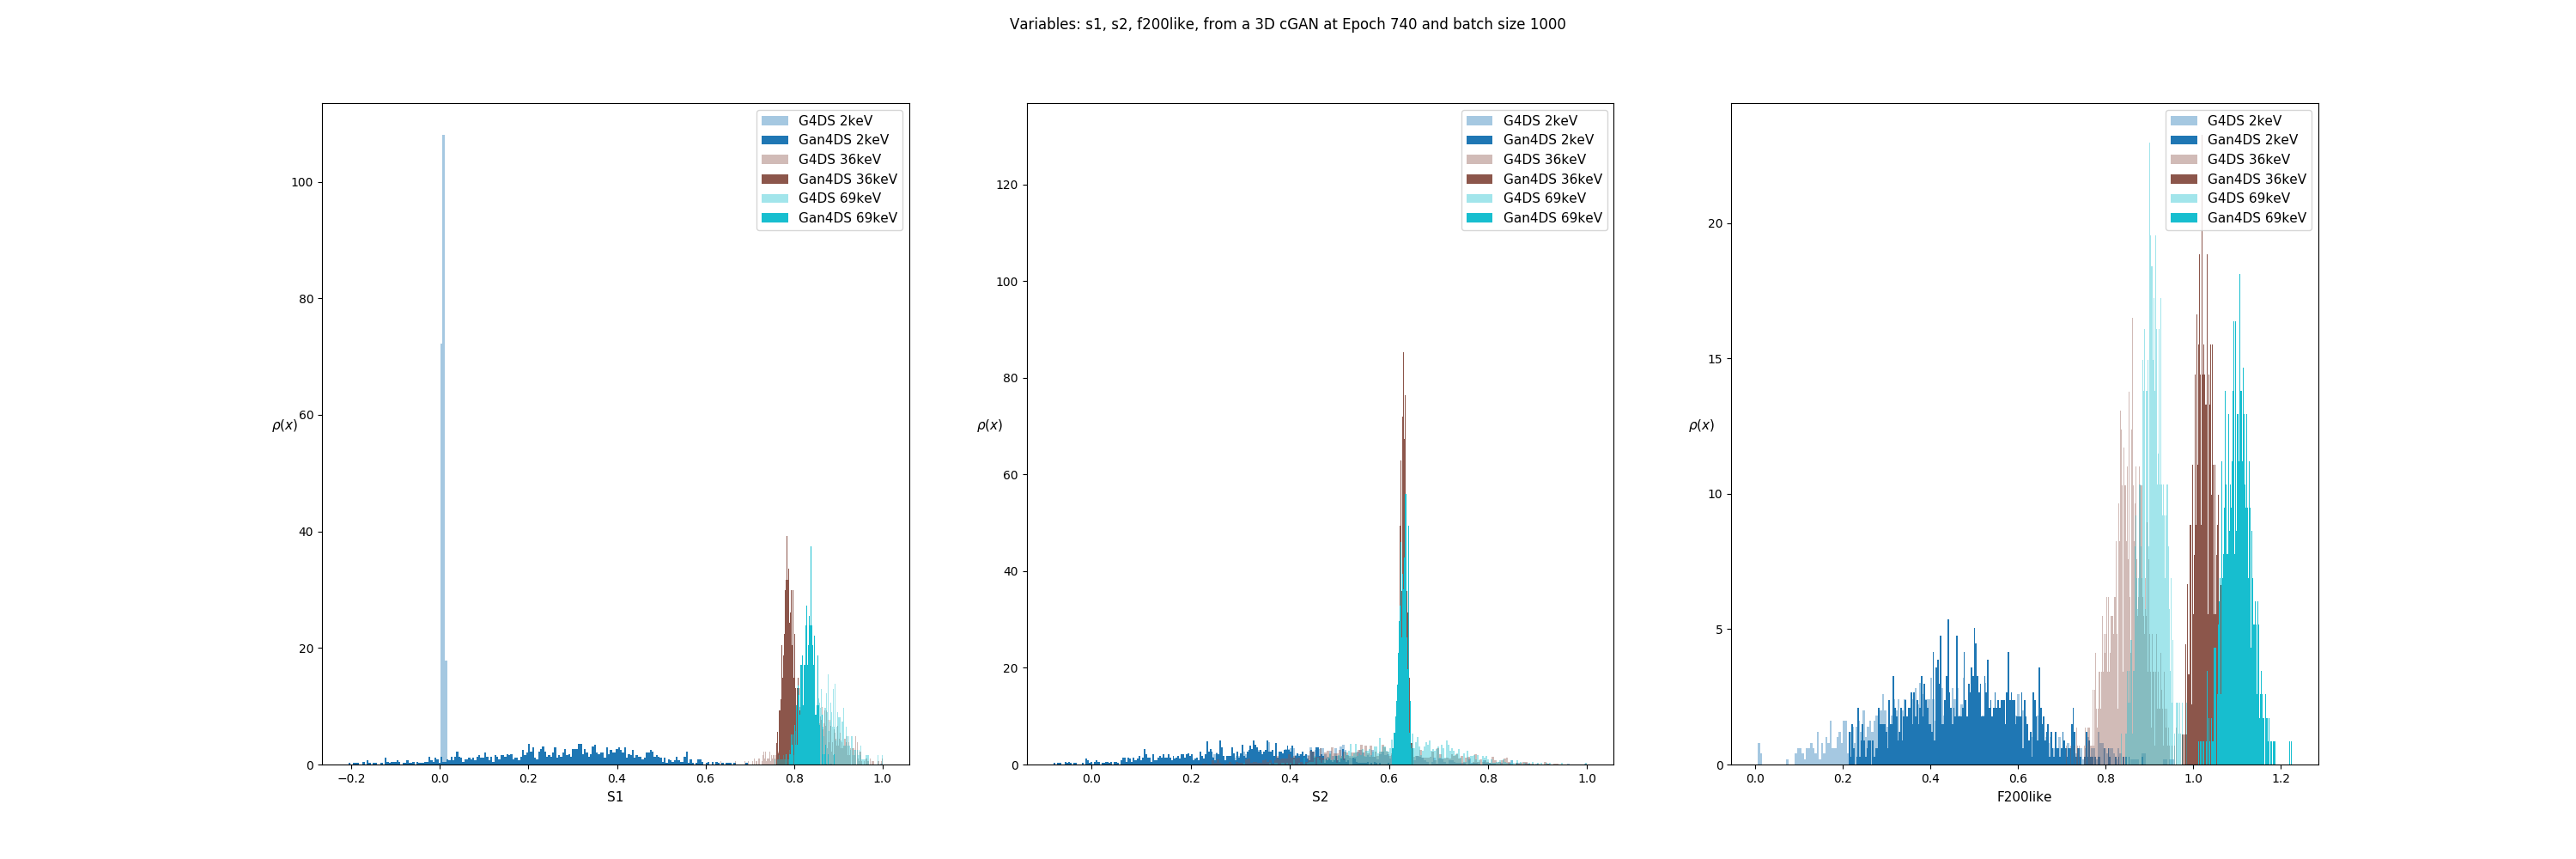 Variables: s1, s2, f200like, from a 3D cGAN at Epoch 740 and batch size 1000
G4DS 2keV
Gan4DS 2keV
G4DS 36keV
Gan4DS 36keV
G4DS 69keV
Gan4DS 69keV
100
80
60
40
20
0
ρ(x)
−0.2 0.0 0.2 0.4 0.6 0.8 1.0
S1
G4DS 2keV
Gan4DS 2keV
G4DS 36keV
Gan4DS 36keV
G4DS 69keV
Gan4DS 69keV
120
100
80
60
40
20
0
ρ(x)
0.0 0.2 0.4 0.6 0.8 1.0
S2
G4DS 2keV
Gan4DS 2keV
G4DS 36keV
Gan4DS 36keV
G4DS 69keV
Gan4DS 69keV
20
15
10
5
0
ρ(x)
0.0 0.2 0.4 0.6 0.8 1.0 1.2
F200like